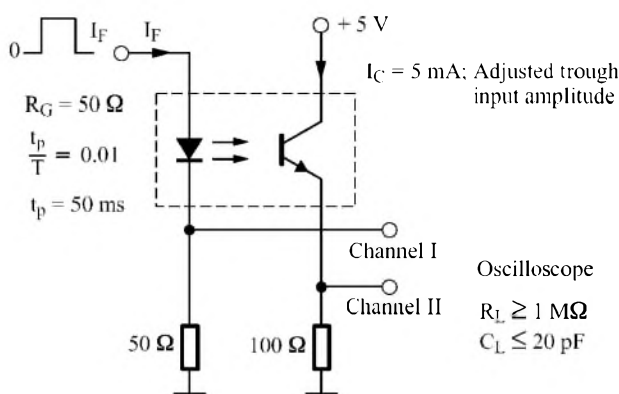 0
I_F
I_F
+ 5 V
I_C = 5 mA; Adjusted trough
input amplitude
R_G = 50 Ω
t_p
T
= 0.01
t_p = 50 ms
Channel I
Channel II
Oscilloscope
R_L ≥ 1 MΩ
C_L ≤ 20 pF
50 Ω
100 Ω